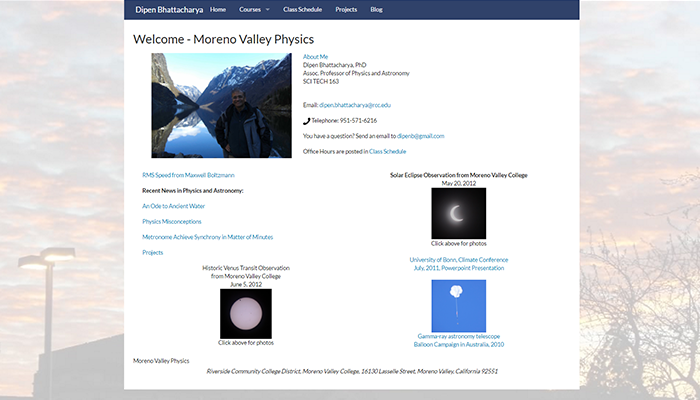 Dipen Bhattacharya Home Courses Class Schedule Projects Blog
Welcome - Moreno Valley Physics
About Me
Dipen Bhattacharya, PhD
Assoc. Professor of Physics and Astronomy
SCI TECH 163
Email: dipen.bhattacharya@rcc.edu
Telephone: 951-571-6216
You have a question? Send an email to dipenb@gmail.com
Office Hours are posted in Class Schedule
RMS Speed from Maxwell Boltzmann
Recent News in Physics and Astronomy:
An Ode to Ancient Water
Physics Misconceptions
Metronome Achieve Synchrony in Matter of Minutes
Projects
Historic Venus Transit Observation
from Moreno Valley College
June 5, 2012
Click above for photos
Solar Eclipse Observation from Moreno Valley College
May 20, 2012
Click above for photos
University of Bonn, Climate Conference
July, 2011, Powerpoint Presentation
Gamma-ray astronomy telescope
Balloon Campaign in Australia, 2010
Moreno Valley Physics
Riverside Community College District, Moreno Valley College, 16130 Lasselle Street, Moreno Valley, California 92551